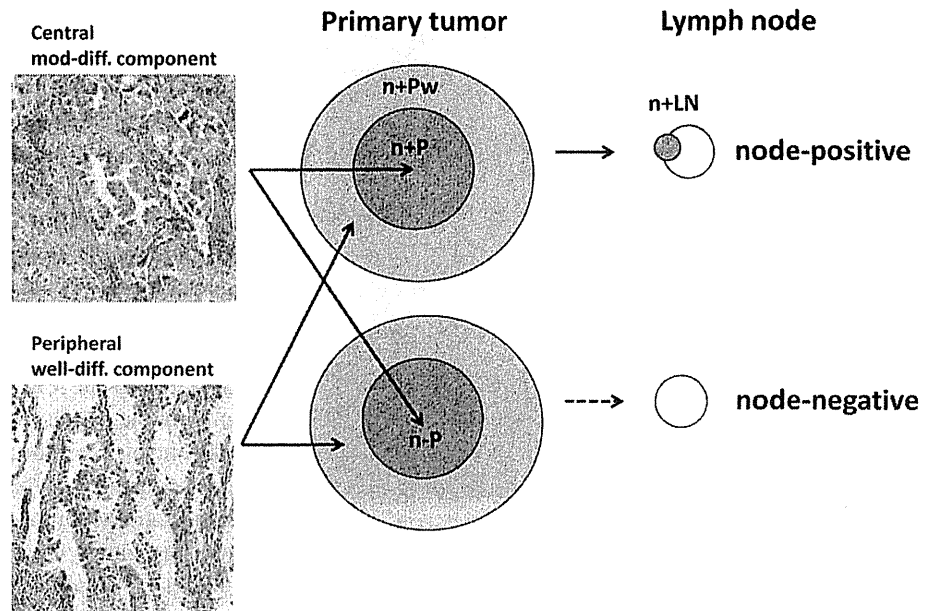 Primary tumor
Lymph node
Central
mod-diff. component
n+Pw
n+P
n+LN
node-positive
Peripheral
well-diff. component
n-P
node-negative